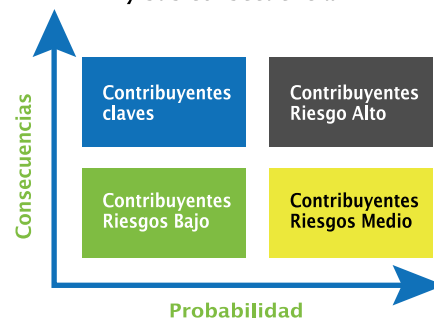 Contribuyentes
claves
Contribuyentes
Riesgo Alto
Contribuyentes
Riesgos Bajo
Contribuyentes
Riesgos Medio
Consecuencias
Probabilidad